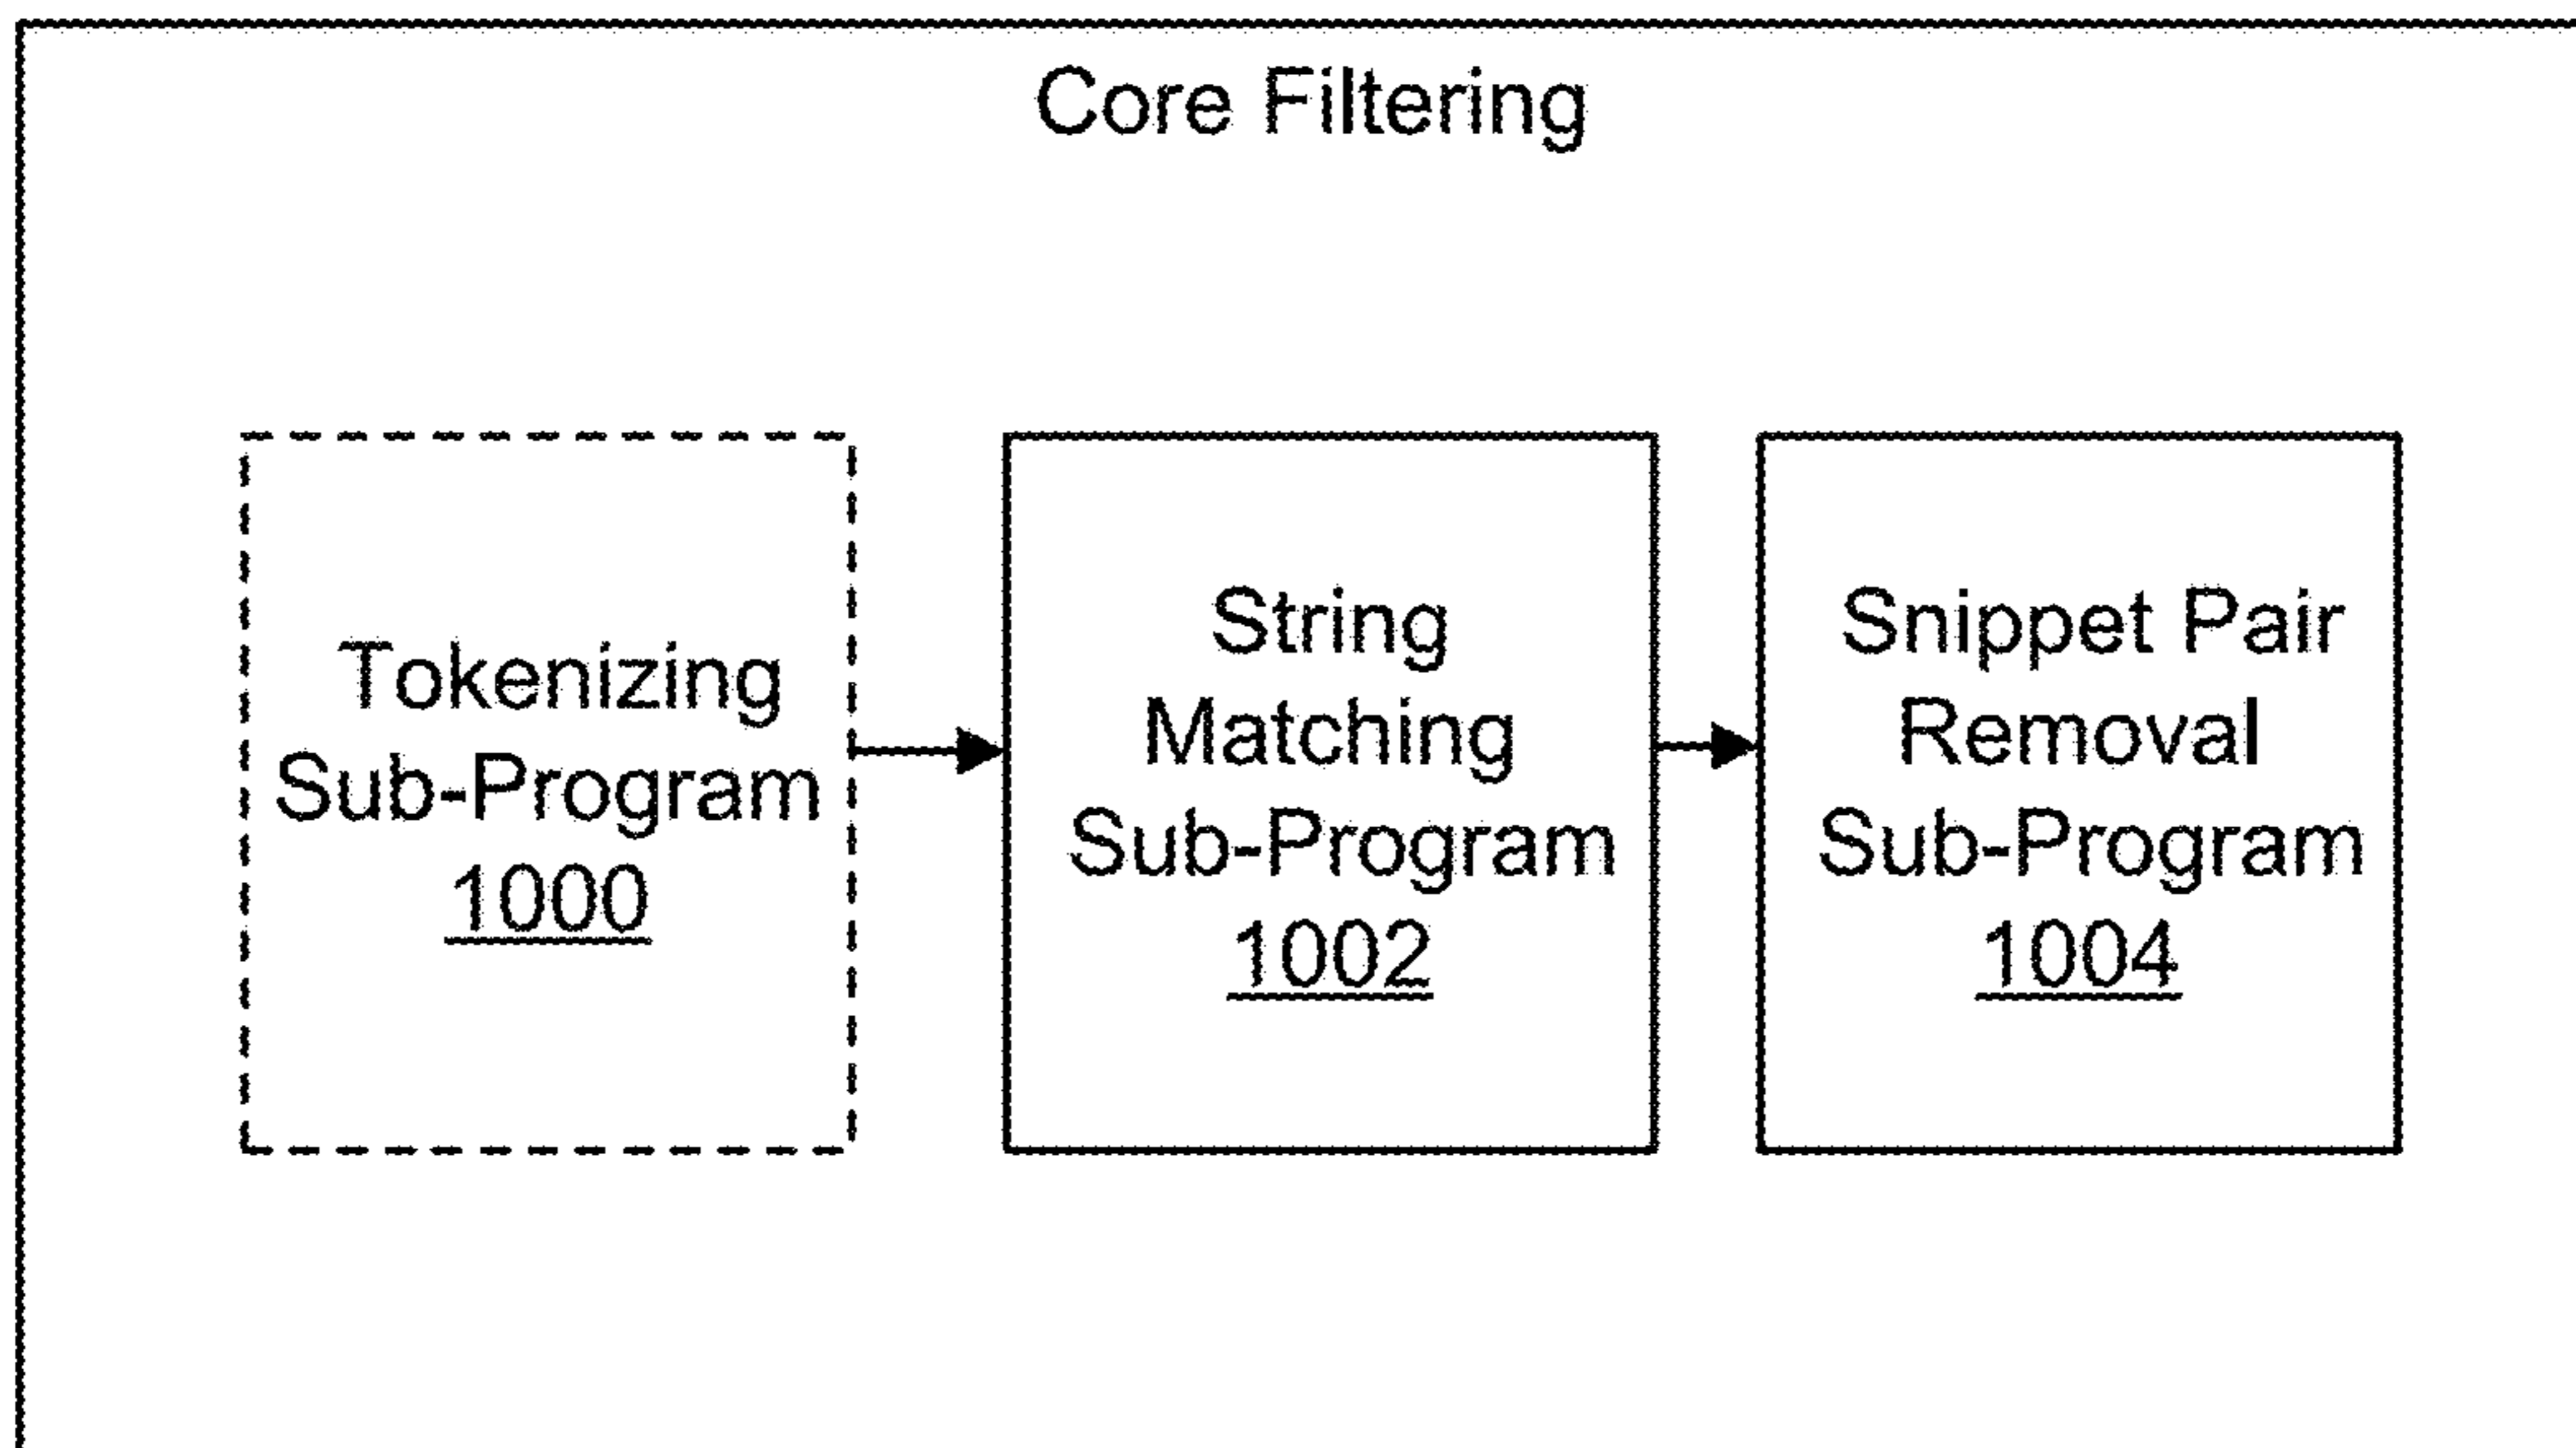 Core Filtering
Tokenizing
Sub-Program
1000
String
Matching
Sub-Program
1002
Snippet Pair
Removal
Sub-Program
1004